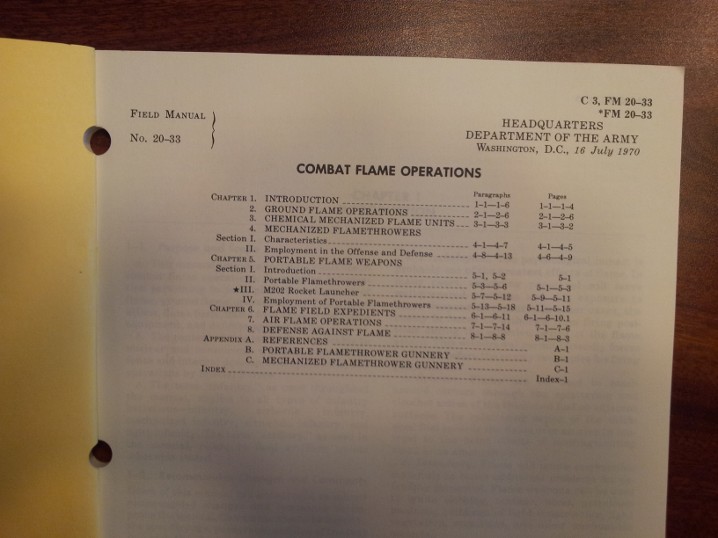 C 3, FM 20–33
*FM 20–33
FIELD MANUAL
No. 20–33
HEADQUARTERS
DEPARTMENT OF THE ARMY
WASHINGTON, D.C., 16 July 1970
COMBAT FLAME OPERATIONS
Paragraphs Pages
CHAPTER 1. INTRODUCTION 1–1—1–6 1–1—1–4
2. GROUND FLAME OPERATIONS 2–1—2–6 2–1—2–6
3. CHEMICAL MECHANIZED FLAME UNITS 3–1—3–3 3–1—3–2
4. MECHANIZED FLAMETHROWERS
Section I. Characteristics 4–1—4–7 4–1—4–5
II. Employment in the Offense and Defense 4–8—4–13 4–6—4–9
CHAPTER 5. PORTABLE FLAME WEAPONS
Section I. Introduction 5–1, 5–2 5–1
II. Portable Flamethrowers 5–3—5–6 5–1—5–3
★III. M202 Rocket Launcher 5–7—5–12 5–9—5–11
IV. Employment of Portable Flamethrowers 5–13—5–18 5–11—5–15
CHAPTER 6. FLAME FIELD EXPEDIENTS 6–1—6–11 6–1—6–10.1
7. AIR FLAME OPERATIONS 7–1—7–14 7–1—7–6
8. DEFENSE AGAINST FLAME 8–1—8–8 8–1—8–3
APPENDIX A. REFERENCES A–1
B. PORTABLE FLAMETHROWER GUNNERY B–1
C. MECHANIZED FLAMETHROWER GUNNERY C–1
INDEX Index–1